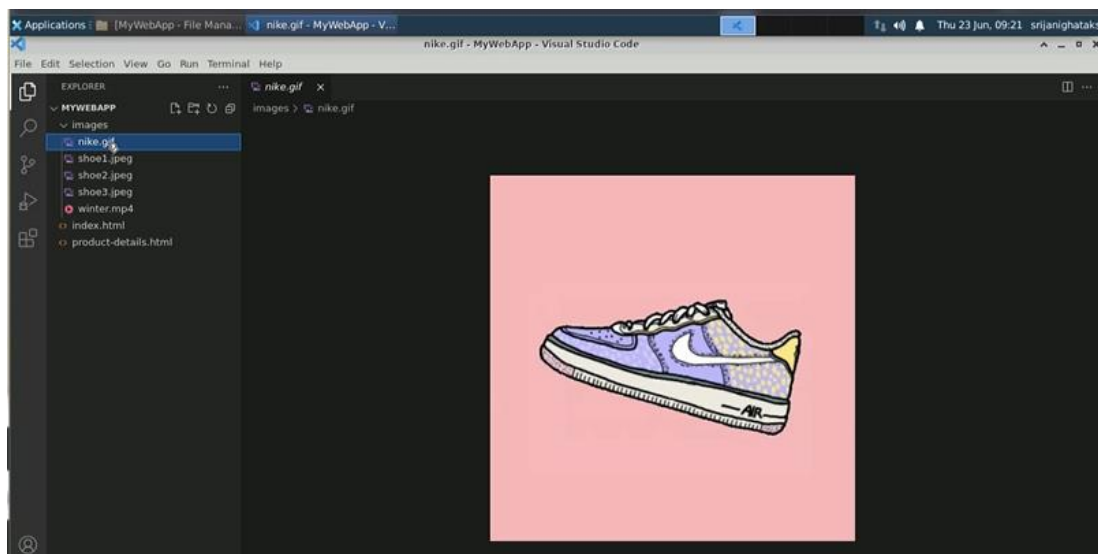 Applications : [MyWebApp - File Mana... nike.gif - MyWebApp - V... Thu 23 Jun, 09:21 srijanighatak
nike.gif - MyWebApp - Visual Studio Code
File Edit Selection View Go Run Terminal Help
EXPLORER ... nike.gif
MYWEBAPP images > nike.gif
images
nike.gif
shoe1.jpeg
shoe2.jpeg
shoe3.jpeg
winter.mp4
index.html
product-details.html
AIR